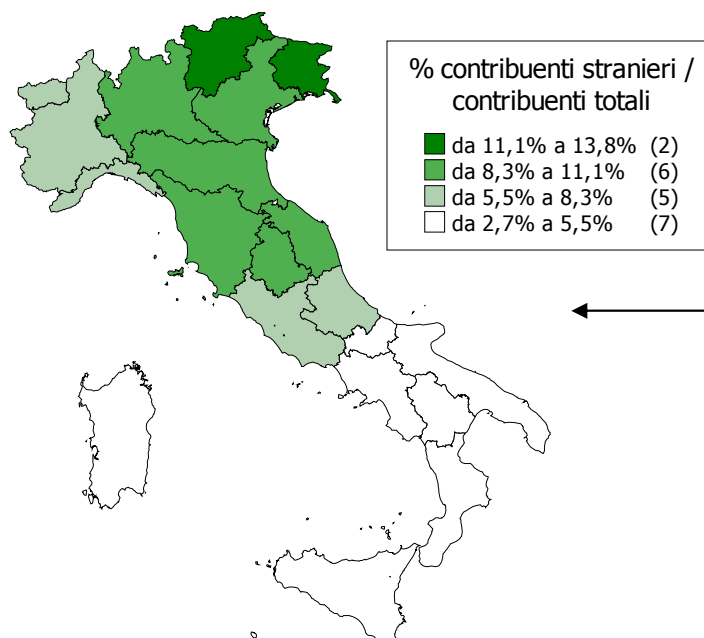 % contribuenti stranieri /
contribuenti totali
da 11,1% a 13,8% (2)
da 8,3% a 11,1% (6)
da 5,5% a 8,3% (5)
da 2,7% a 5,5% (7)